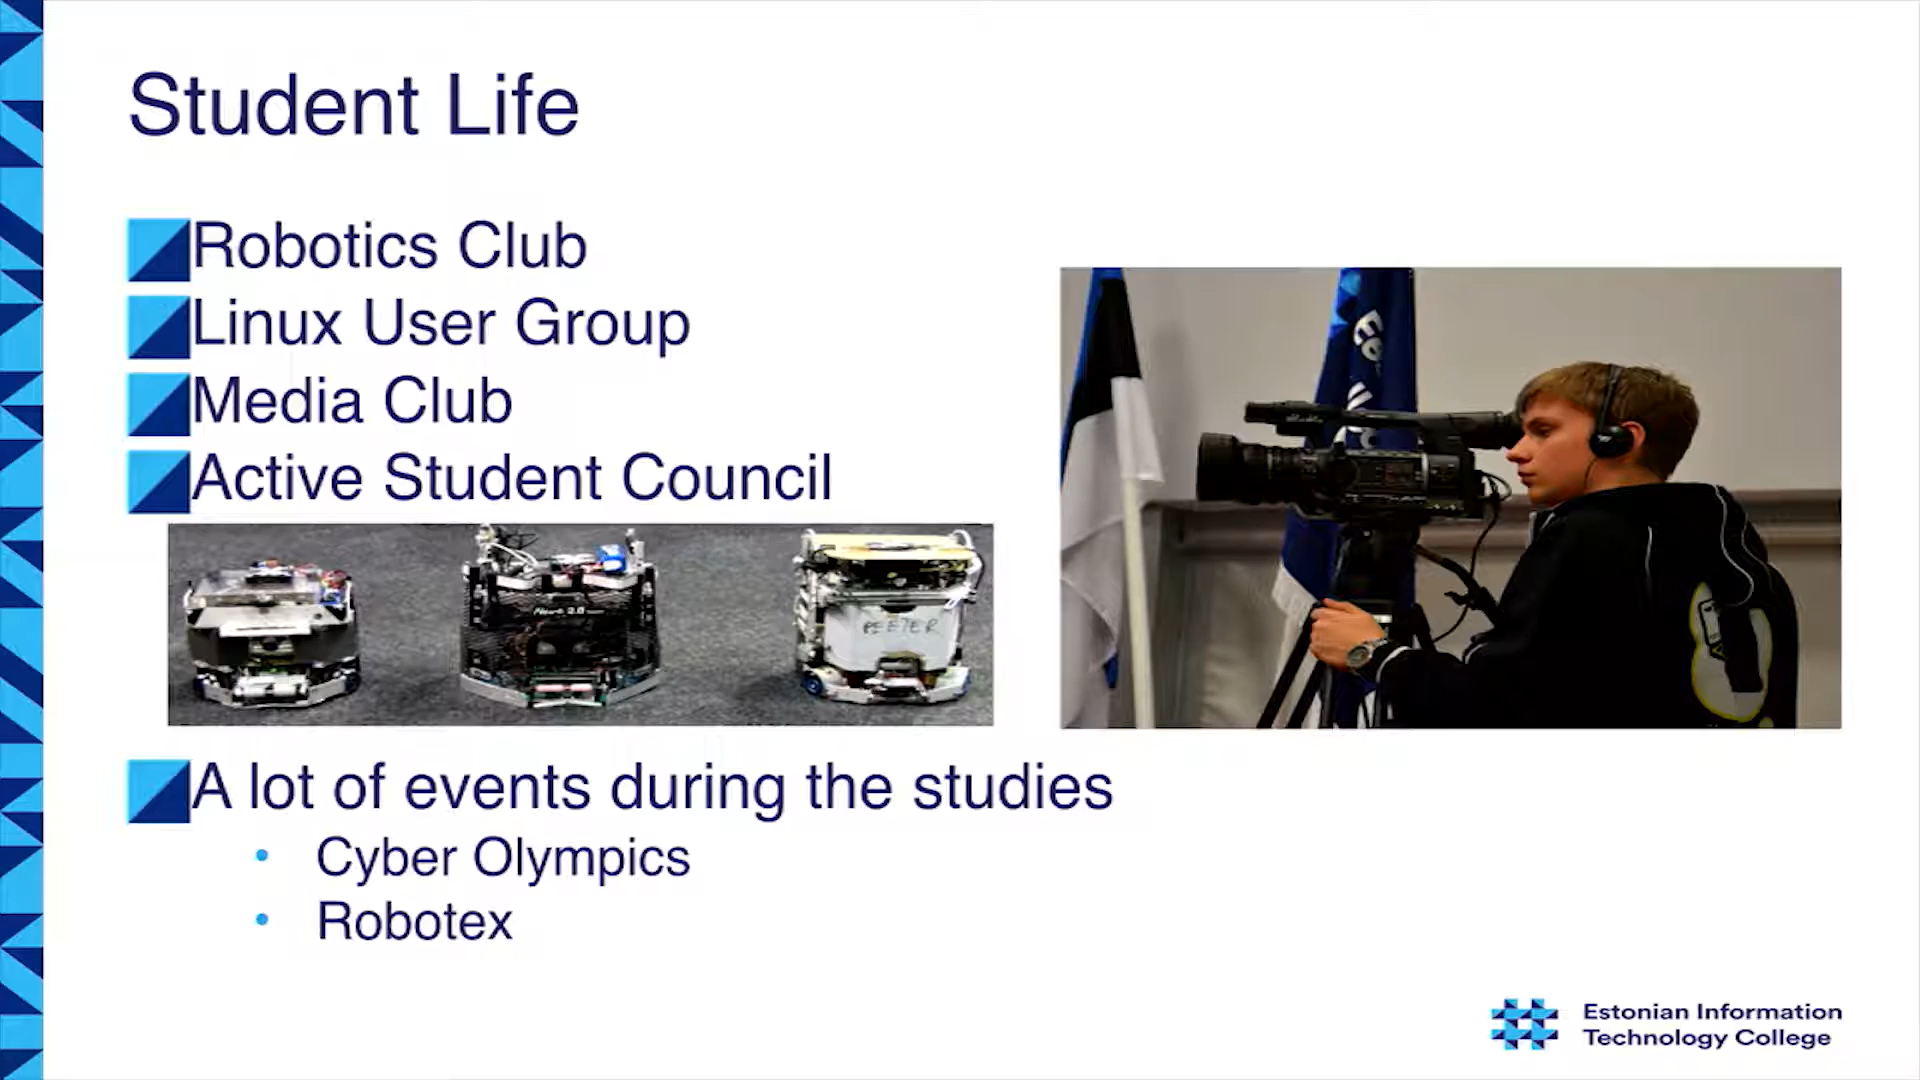 Student Life
Robotics Club
Linux User Group
Media Club
Active Student Council
PEETER
A lot of events during the studies
Cyber Olympics
Robotex
Estonian Information
Technology College